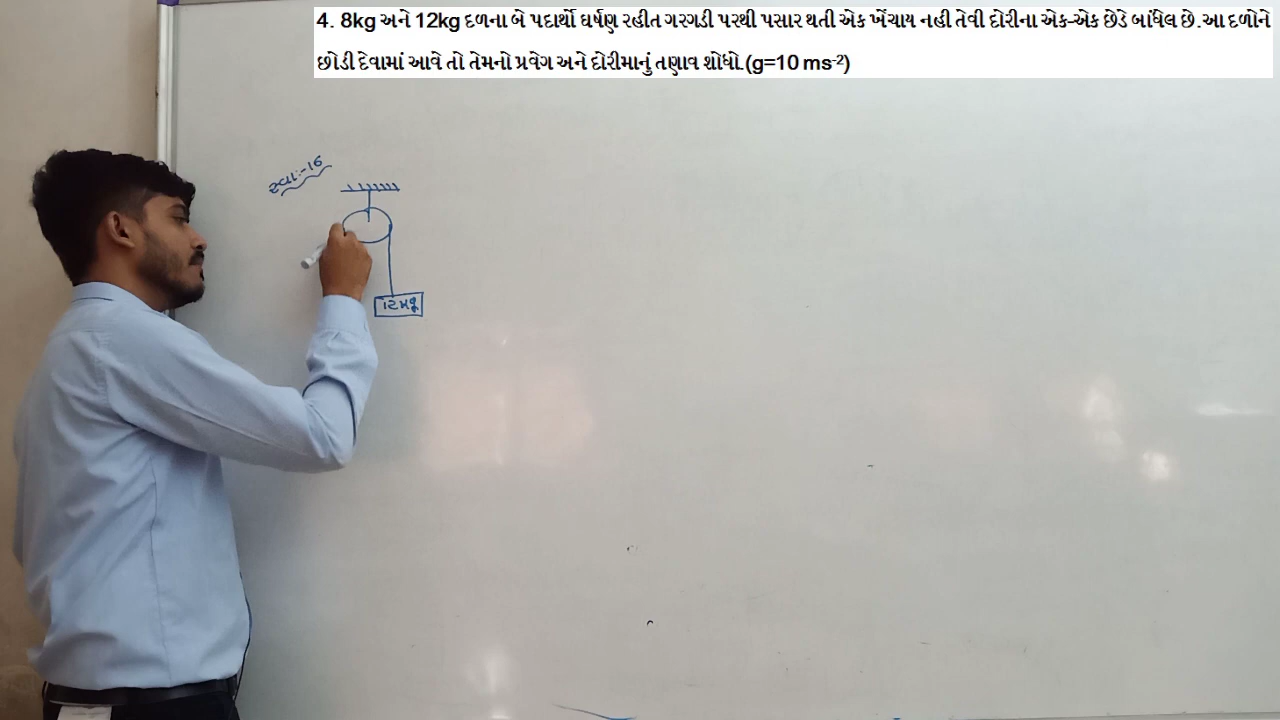 4. 8kg અને 12kg દળના બે પદાર્થો ઘર્ષણ રહીત ગરગડી પરથી પસાર થતી એક ખેંચાય નહી તેવી દોરીના એક-એક છેડે બાંધેલ છે.આ દળોને
છોડી દેવામાં આવે તો તેમનો પ્રવેગ અને દોરીમાનું તણાવ શોધો.(g=10 ms-2)
સ્વા:-16